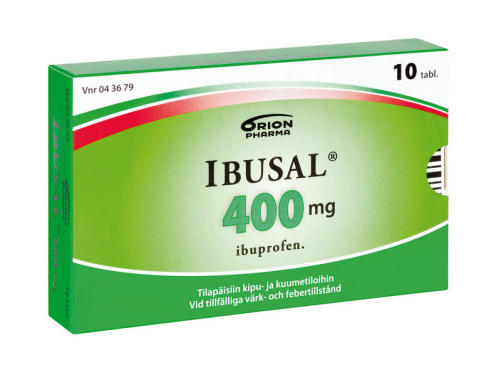 Vnr 04 36 79
10 tabl.
ORION
PHARMA
IBUSAL®
400 mg
ibuprofen.
Tilapäisiin kipu- ja kuumetiloihin
Vid tillfälliga värk- och febertillstånd